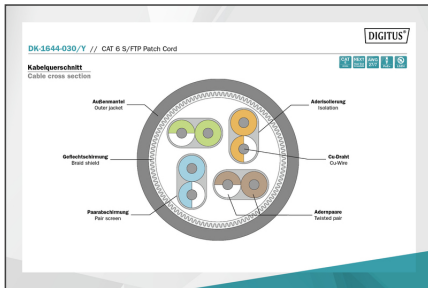 DIGITUS
DK-1644-030/Y // CAT 6 S/FTP Patch Cord
Kabelquerschnitt
Cable cross section
Außenmantel
Outer jacket
Aderisolierung
Isolation
Geflechtschirmung
Braid shield
Cu-Draht
Cu-Wire
Paarabschirmung
Pair screen
Adernpaare
Twisted pair